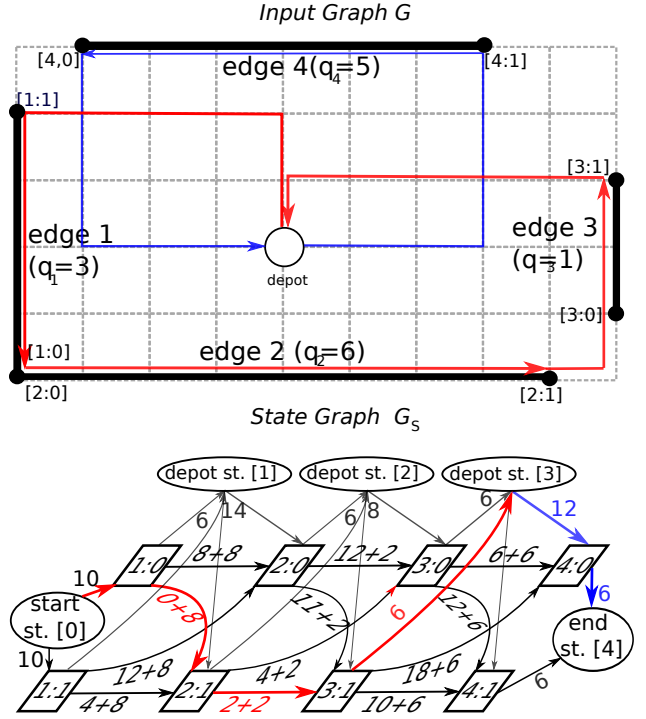 Input Graph G
[4,0]
edge 4(q4=5)
[4:1]
[1:1]
[3:1]
edge 1
(q1=3)
edge 3
(q3=1)
depot
[3:0]
[1:0]
edge 2 (q2=6)
[2:0]
[2:1]
State Graph GS
depot st. [1]
depot st. [2]
depot st. [3]
6
14
6
8
6
12
1:0
8+8
2:0
12+2
3:0
6+6
4:0
10
0+8
11+2
6
12+6
6
start
st. [0]
end
st. [4]
10
12+8
4+2
18+6
1:1
4+8
2:1
2+2
3:1
10+6
4:1
6